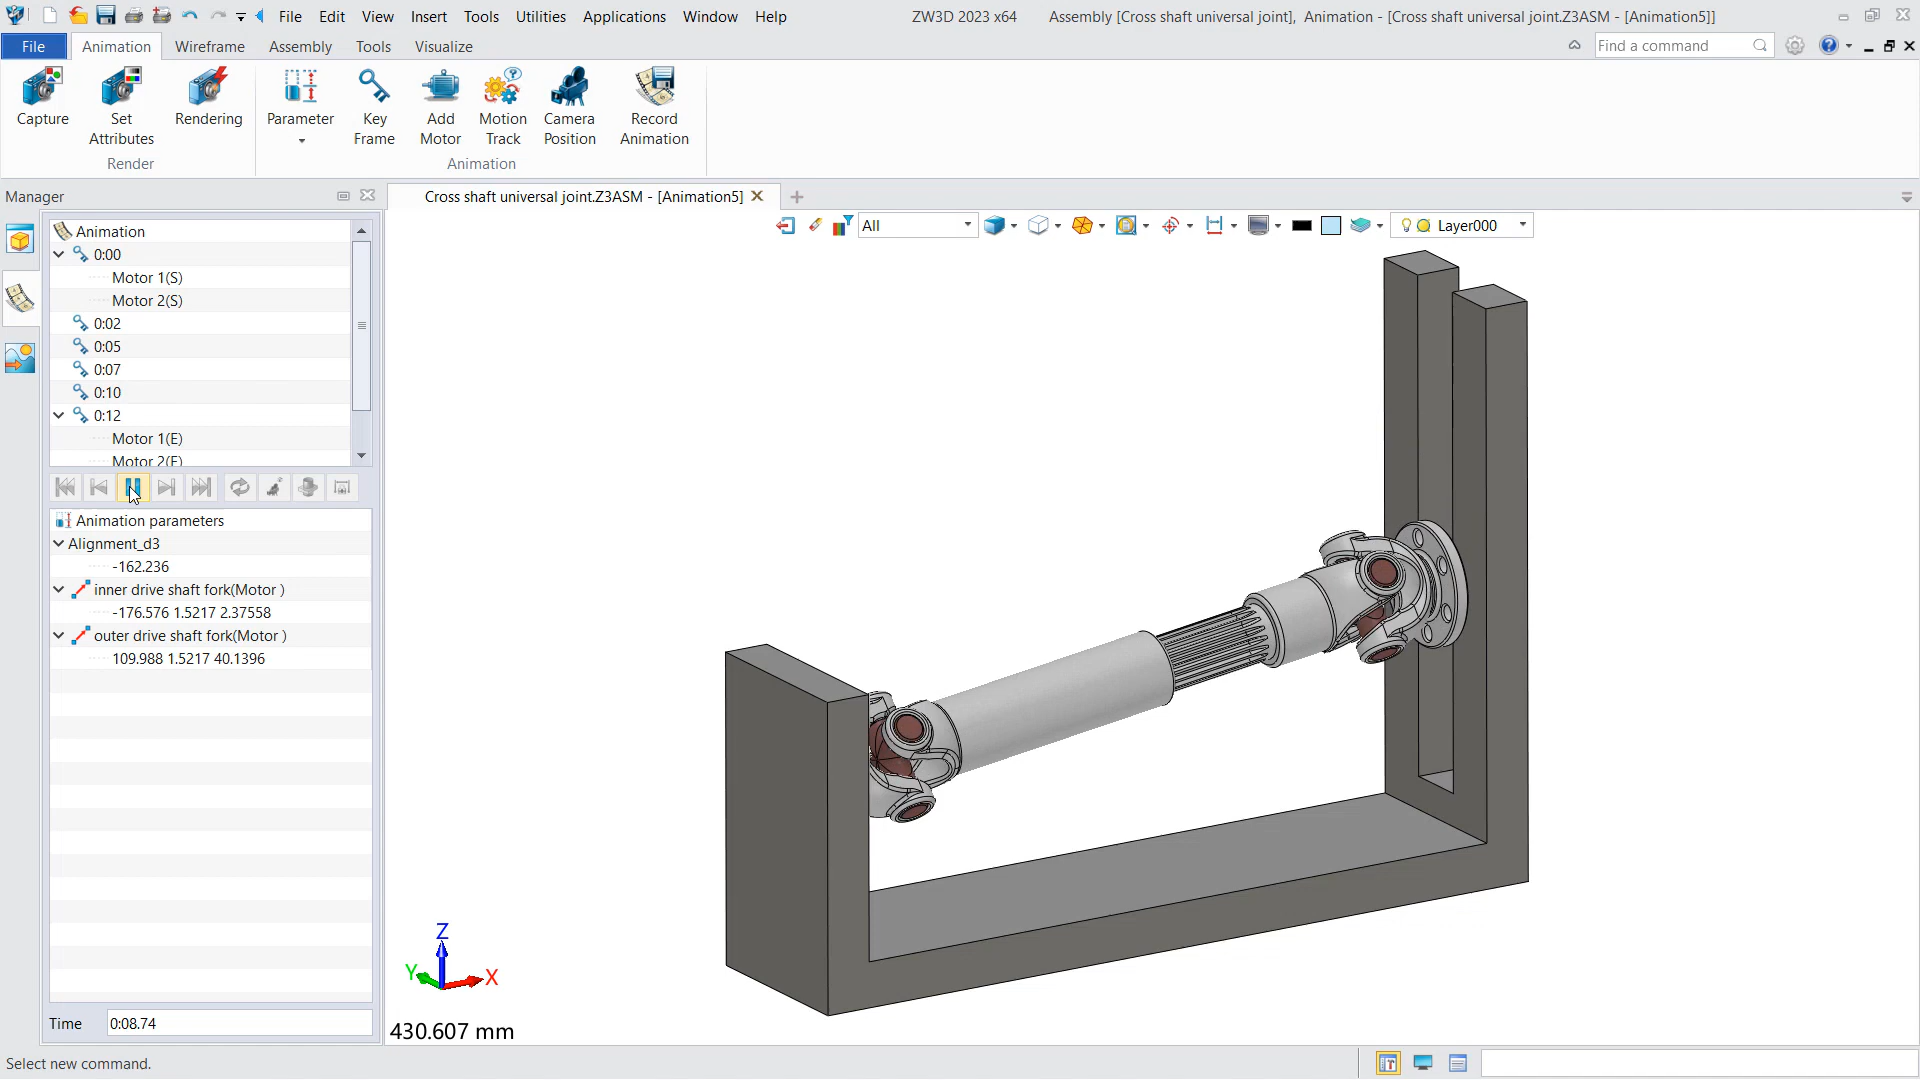 File Edit View Insert Tools Utilities Applications Window Help ZW3D 2023 x64 Assembly [Cross shaft universal joint], Animation - [Cross shaft universal joint.Z3ASM - [Animation5]]
File Animation Wireframe Assembly Tools Visualize Find a command
Capture Set Attributes Rendering Parameter Key Frame Add Motor Motion Track Camera Position Record Animation
Render Animation
Manager Cross shaft universal joint.Z3ASM - [Animation5]
All Layer000
Animation
0:00
Motor 1(S)
Motor 2(S)
0:02
0:05
0:07
0:10
0:12
Motor 1(E)
Motor 2(E)
Animation parameters
Alignment_d3
-162.236
inner drive shaft fork(Motor )
-176.576 1.5217 2.37558
outer drive shaft fork(Motor )
109.988 1.5217 40.1396
Z
Y X
Time 0:08.74
430.607 mm
Select new command.